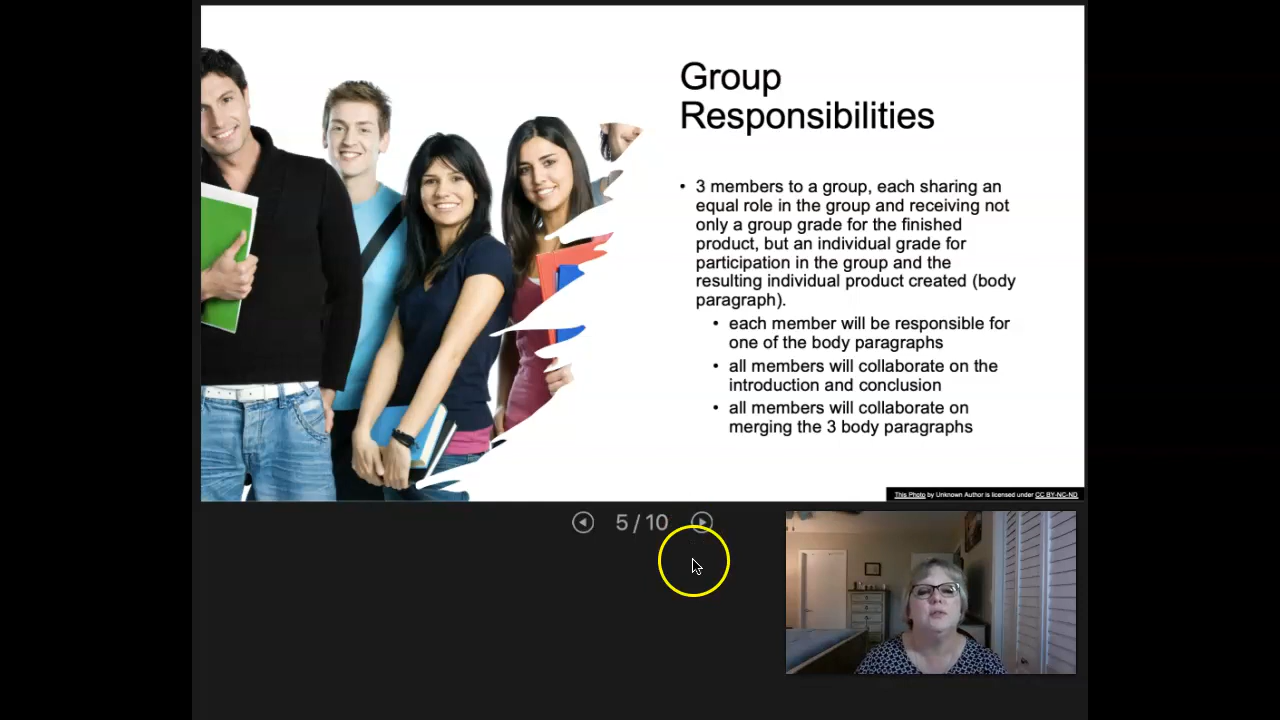 Group
Responsibilities
• 3 members to a group, each sharing an
equal role in the group and receiving not
only a group grade for the finished
product, but an individual grade for
participation in the group and the
resulting individual product created (body
paragraph).
• each member will be responsible for
one of the body paragraphs
• all members will collaborate on the
introduction and conclusion
• all members will collaborate on
merging the 3 body paragraphs
This Photo by Unknown Author is licensed under CC BY-NC-ND
5 / 10